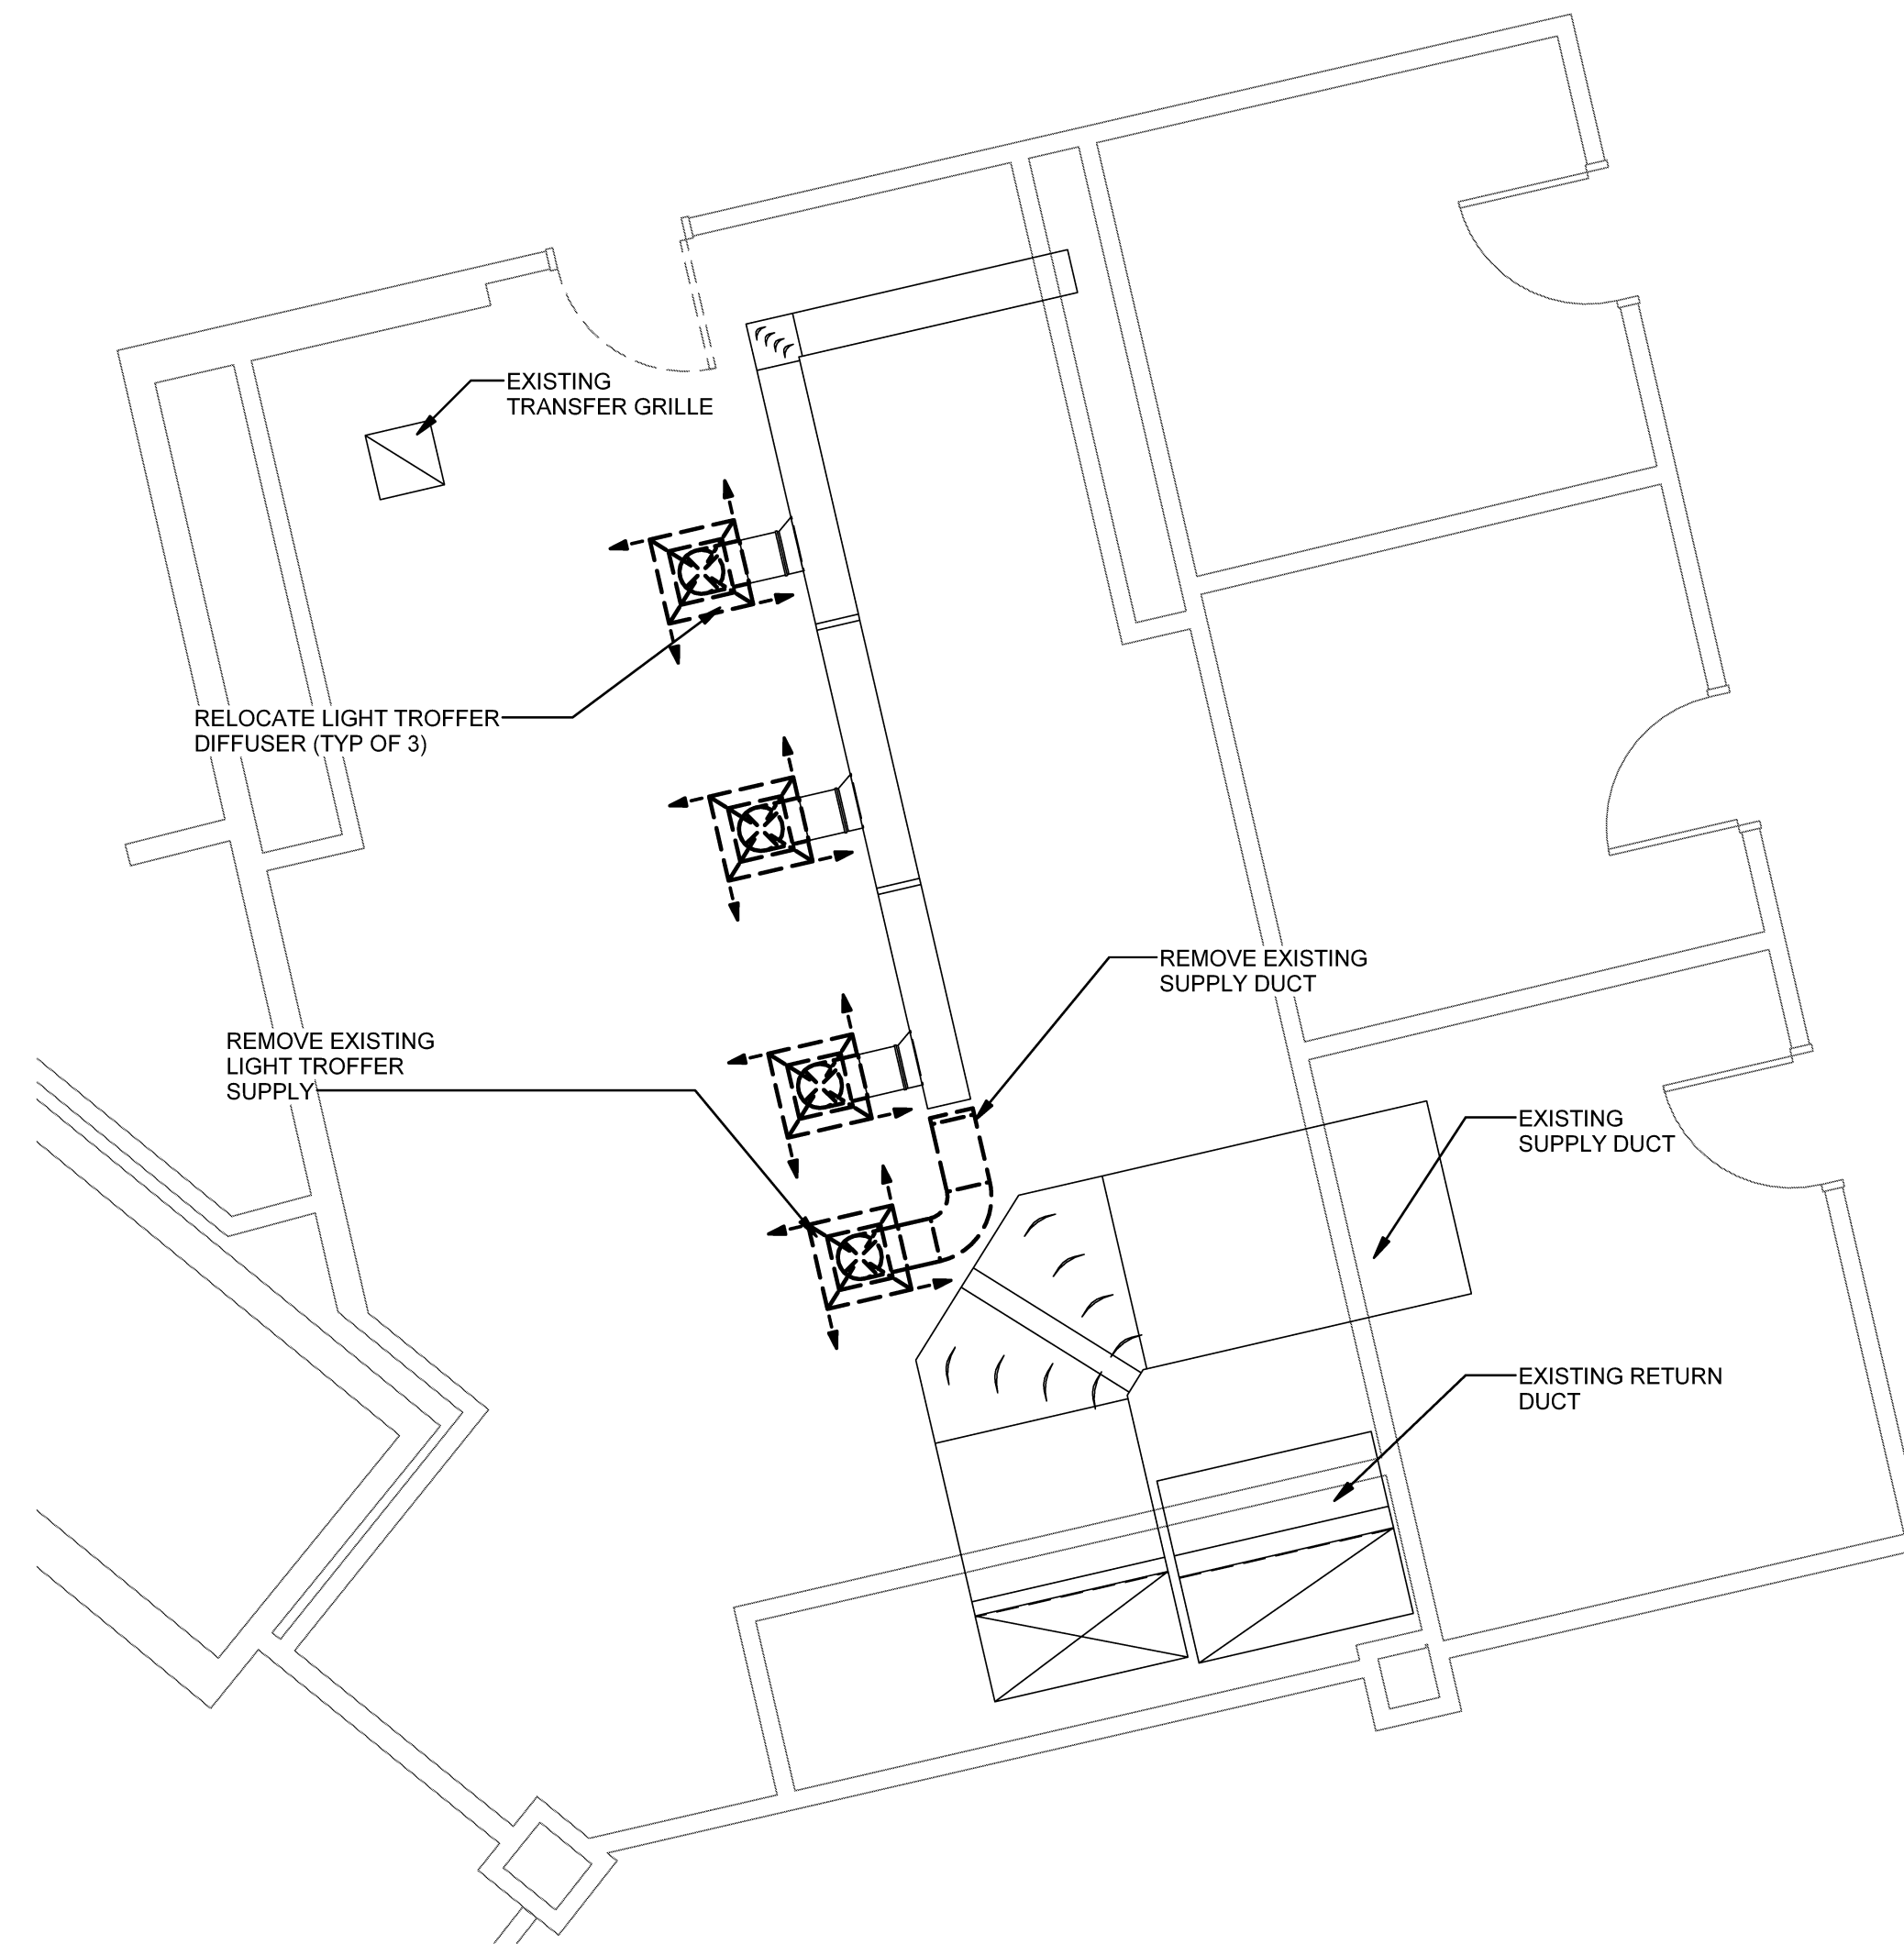 EXISTING
TRANSFER GRILLE
RELOCATE LIGHT TROFFER
DIFFUSER (TYP OF 3)
REMOVE EXISTING
SUPPLY DUCT
REMOVE EXISTING
LIGHT TROFFER
SUPPLY
EXISTING
SUPPLY DUCT
EXISTING RETURN
DUCT